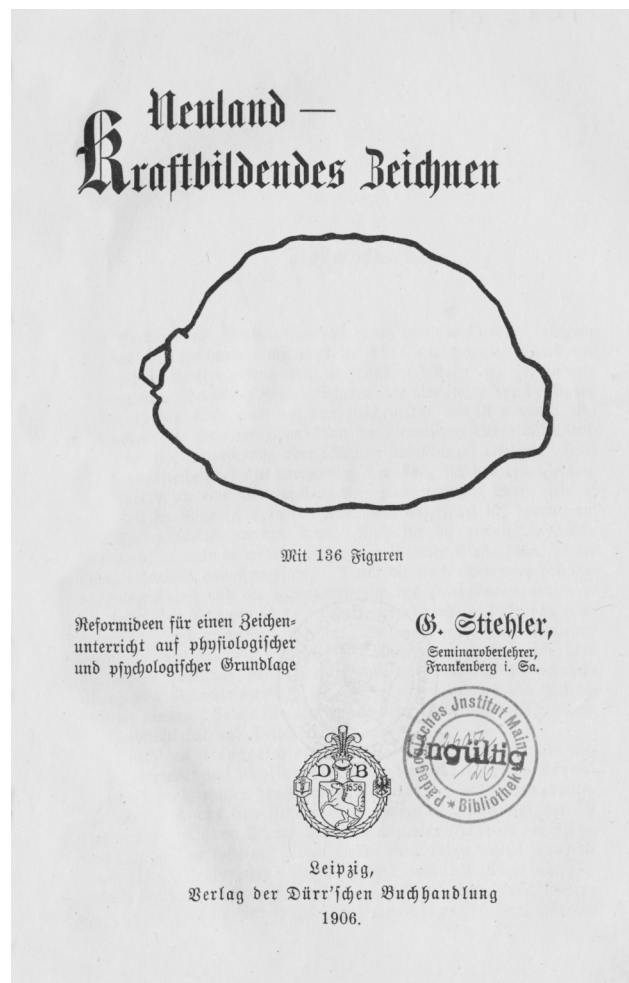 Neuland —
Kraftbildendes Zeichnen
Mit 136 Figuren
Reformideen für einen Zeichen-
unterricht auf physiologischer
und psychologischer Grundlage
G. Stiehler,
Seminaroberlehrer,
Frankenberg i. Sa.
Pädagogisches Institut Mainz
* Bibliothek *
Ungültig
D B
1656
Leipzig,
Verlag der Dürr'schen Buchhandlung
1906.